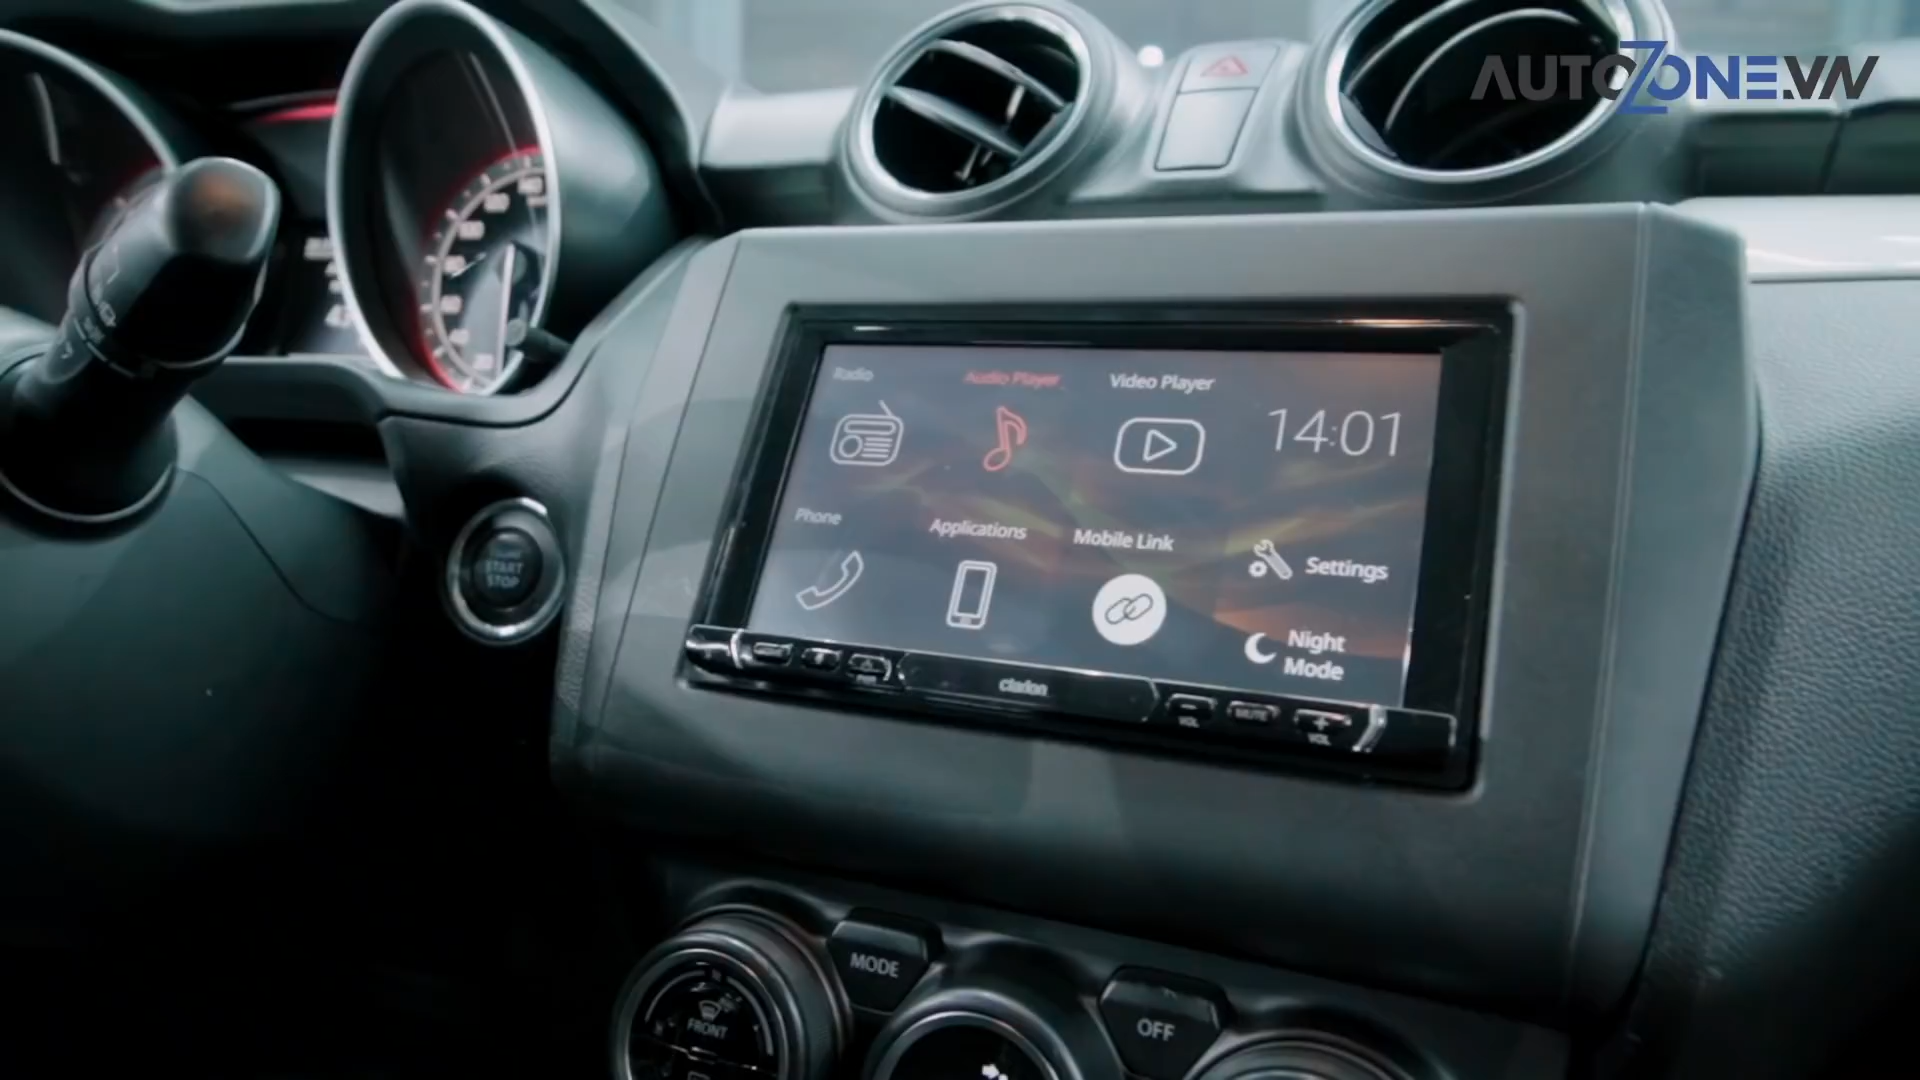 AUTOZONE.VN
Radio
Audio Player
Video Player
14:01
Phone
Applications
Mobile Link
Settings
Night
Mode
START
STOP
clarion
VOL
MUTE
VOL
MODE
FRONT
OFF